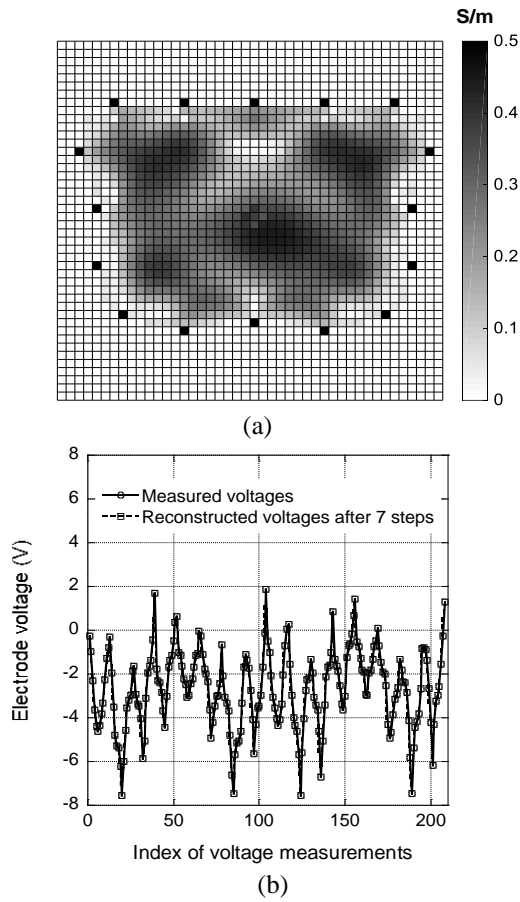 S/m
0.5
0.4
0.3
0.2
0.1
0
(a)
8
6
4
2
0
-2
-4
-6
-8
Electrode voltage (V)
Measured voltages
Reconstructed voltages after 7 steps
0 50 100 150 200
Index of voltage measurements
(b)